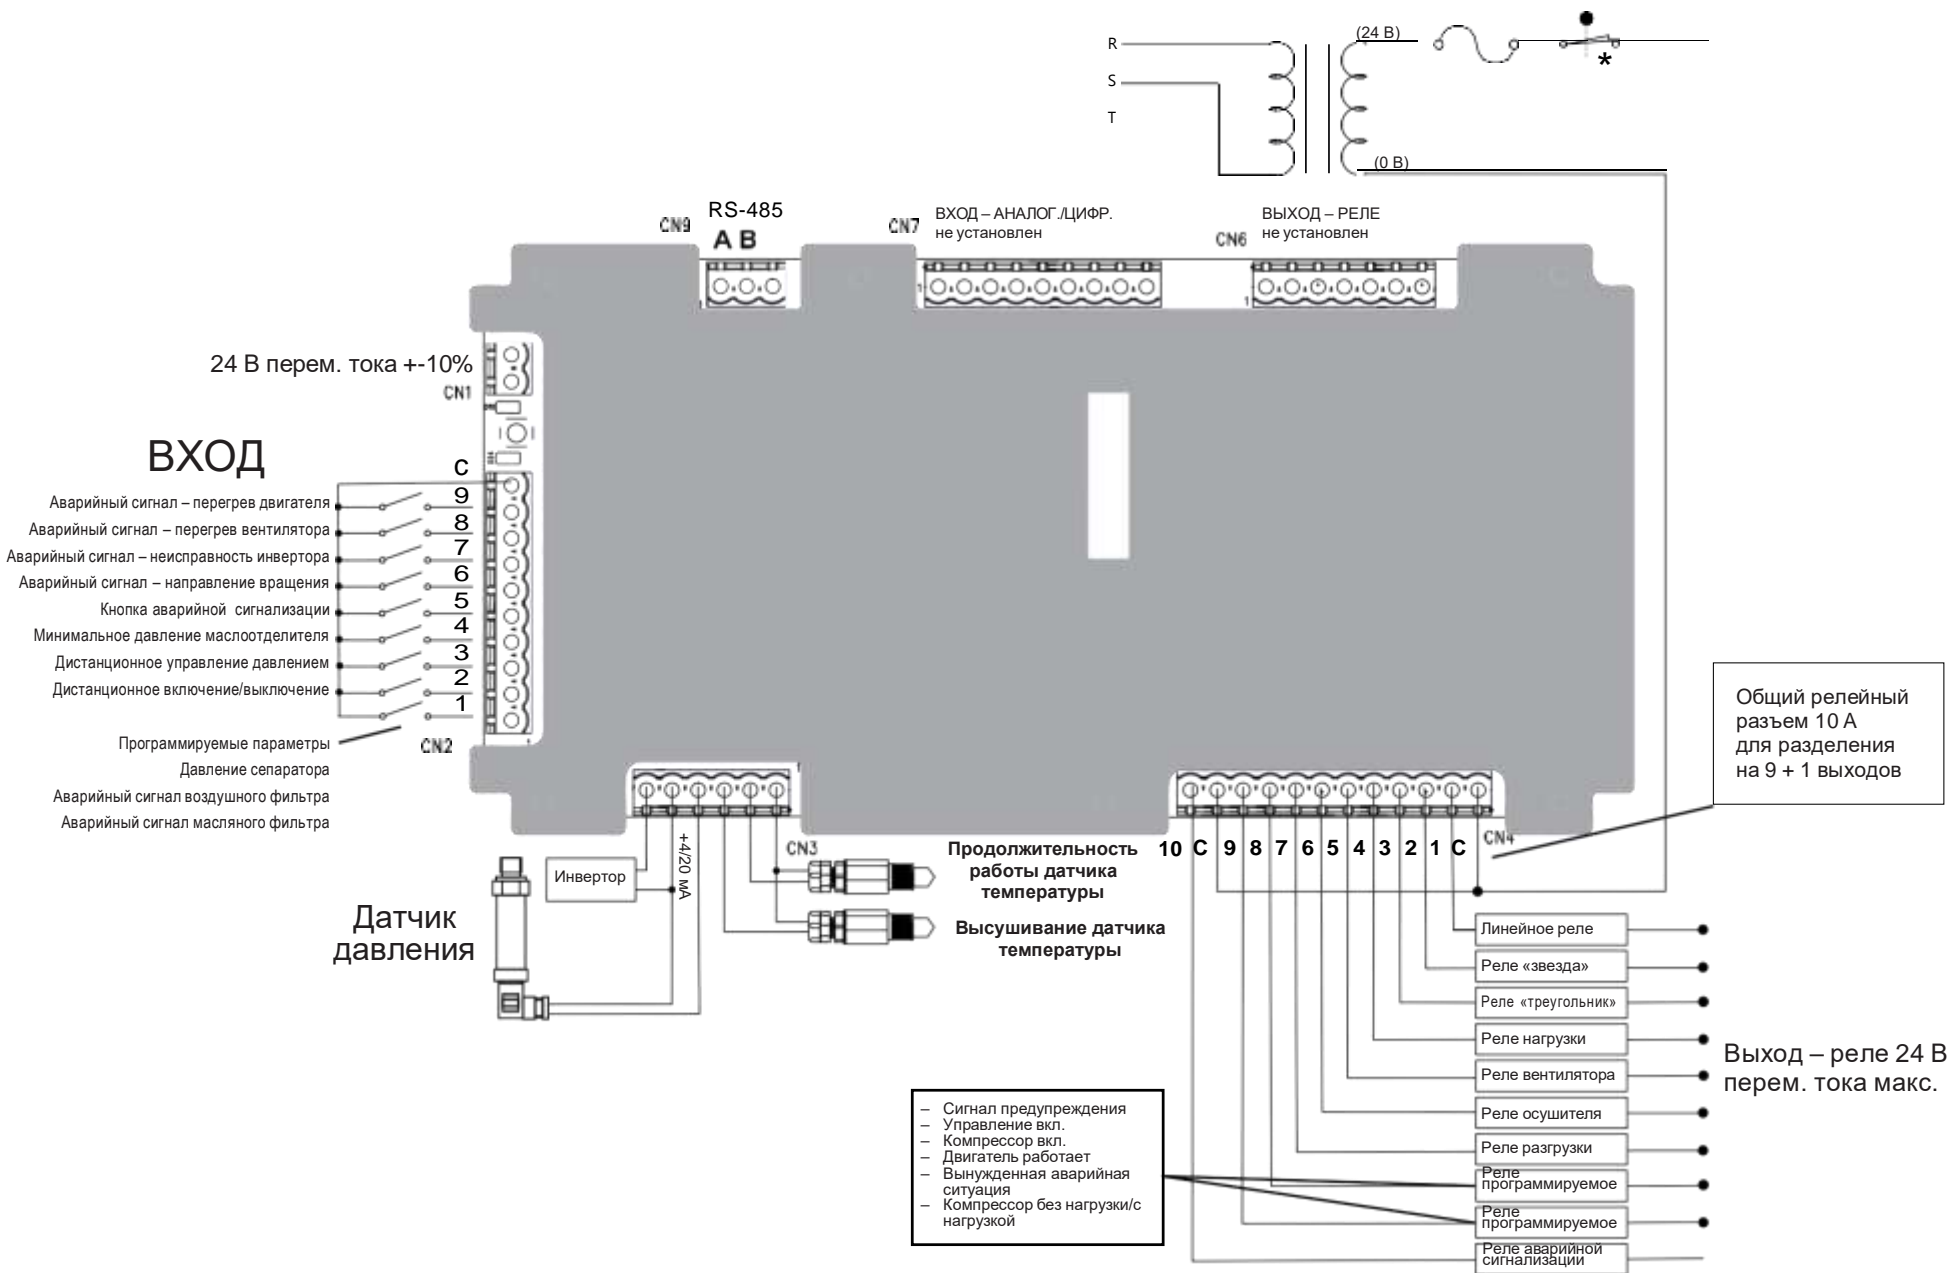 R
(24 В)
*
S
T
(0 В)
CN9
RS-485
A B
CN7
ВХОД – АНАЛОГ./ЦИФР.
не установлен
CN6
ВЫХОД – РЕЛЕ
не установлен
1
1
1
24 В перем. тока +-10%
CN1
ВХОД
C
Аварийный сигнал – перегрев двигателя
9
Аварийный сигнал – перегрев вентилятора
8
Аварийный сигнал – неисправность инвертора
7
Аварийный сигнал – направление вращения
6
Кнопка аварийной сигнализации
5
Минимальное давление маслоотделителя
4
Дистанционное управление давлением
3
Дистанционное включение/выключение
2
1
Программируемые параметры
CN2
1
Давление сепаратора
Аварийный сигнал воздушного фильтра
Аварийный сигнал масляного фильтра
1
Общий релейный
разъем 10 А
для разделения
на 9 + 1 выходов
Инвертор
+4/20 мА
CN3
Датчик
давления
Продолжительность
работы датчика
температуры
Высушивание датчика
температуры
10 C 9 8 7 6 5 4 3 2 1 C
CN4
Линейное реле
Реле «звезда»
Реле «треугольник»
Реле нагрузки
Реле вентилятора
Реле осушителя
Реле разгрузки
Реле
программируемое
Реле
программируемое
Реле аварийной
сигнализации
Выход – реле 24 В
перем. тока макс.
– Сигнал предупреждения
– Управление вкл.
– Компрессор вкл.
– Двигатель работает
– Вынужденная аварийная
ситуация
– Компрессор без нагрузки/с
нагрузкой